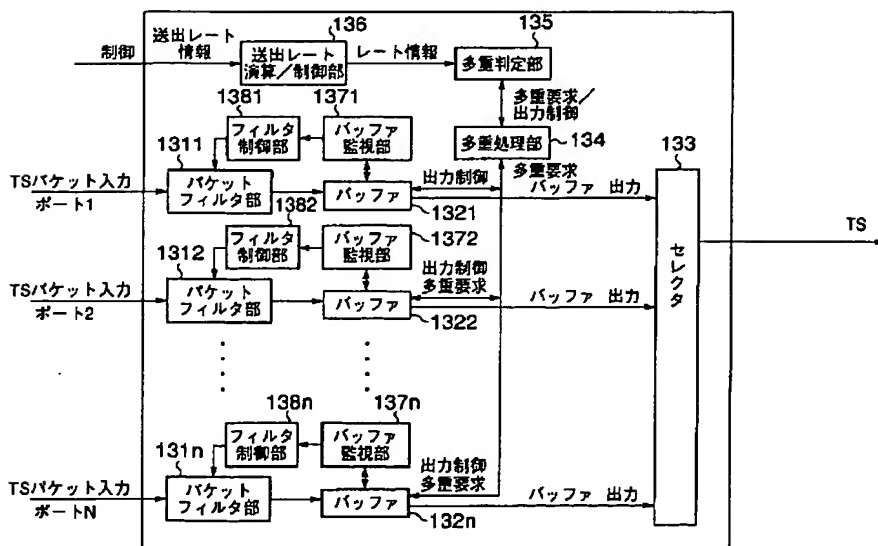 制御
送出レート
情報
136
送出レート
演算/制御部
レート情報
135
多重判定部
多重要求/
出力制御
多重処理部
134
多重要求
133
セレクタ
TS
1311
1381
フィルタ
制御部
1371
バッファ
監視部
TSパケット入力
ポート1
パケット
フィルタ部
バッファ
1321
出力制御
バッファ 出力
1312
1382
フィルタ
制御部
バッファ
監視部
1372
TSパケット入力
ポート2
パケット
フィルタ部
バッファ
1322
出力制御
多重要求
バッファ 出力
131n
138n
フィルタ
制御部
137n
バッファ
監視部
TSパケット入力
ポートN
パケット
フィルタ部
バッファ
132n
出力制御
多重要求
バッファ 出力